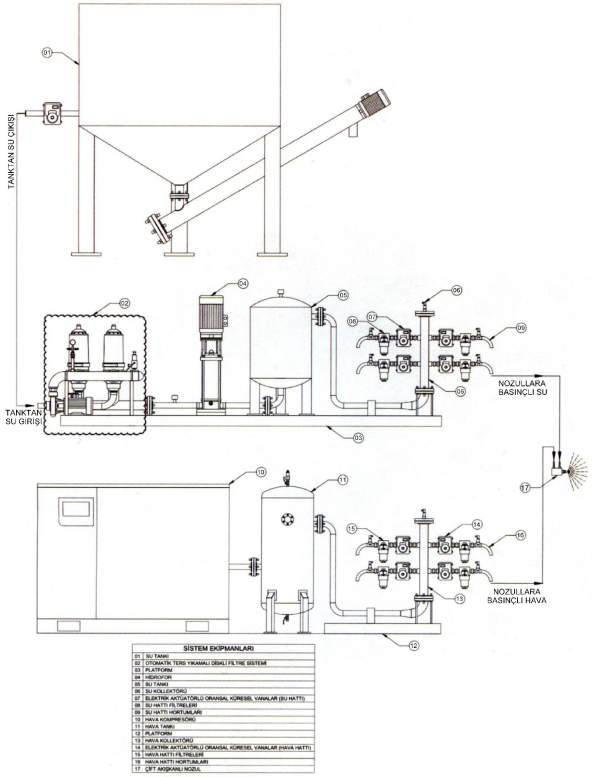 01
TANKTAN SU ÇIKIŞI
02
04
05
06
08
07
09
NOZULLARA
BASINÇLI SU
TANKTAN
SU GİRİŞİ
05
03
17
10
11
15
14
16
NOZULLARA
BASINÇLI HAVA
13
12
SİSTEM EKİPMANLARI
01 SU TANKI
02 OTOMATİK TERS YIKAMALI DİSKLİ FİLTRE SİSTEMİ
03 PLATFORM
04 HİDROFOR
05 SU TANKI
06 SU KOLLEKTÖRÜ
07 ELEKTRİK AKTÜATÖRLÜ ORANSAL KÜRESEL VANALAR (SU HATTI)
08 SU HATTI FİLTRELERİ
09 SU HATTI HORTUMLARI
10 HAVA KOMPRESÖRÜ
11 HAVA TANKI
12 PLATFORM
13 HAVA KOLLEKTÖRÜ
14 ELEKTRİK AKTÜATÖRLÜ ORANSAL KÜRESEL VANALAR (HAVA HATTI)
15 HAVA HATTI FİLTRELERİ
16 HAVA HATTI HORTUMLARI
17 ÇİFT AKIŞKANLI NOZUL